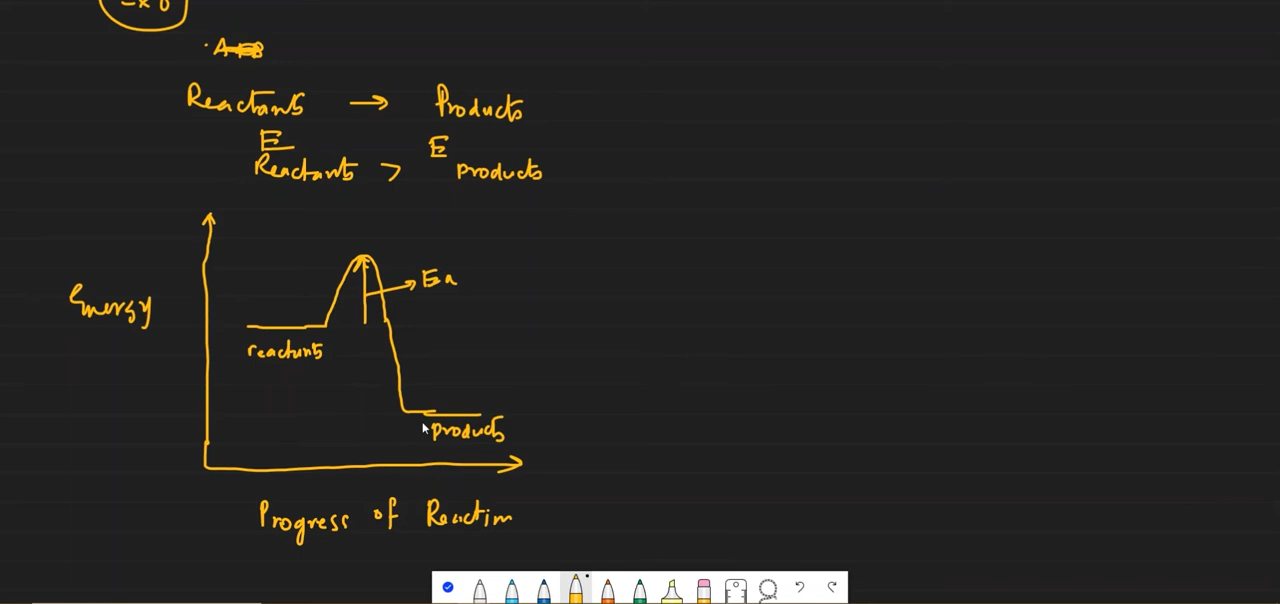 Reactants → Products
E E
Reactants > products
Ea
Energy
reactants
products
Progress of Reaction